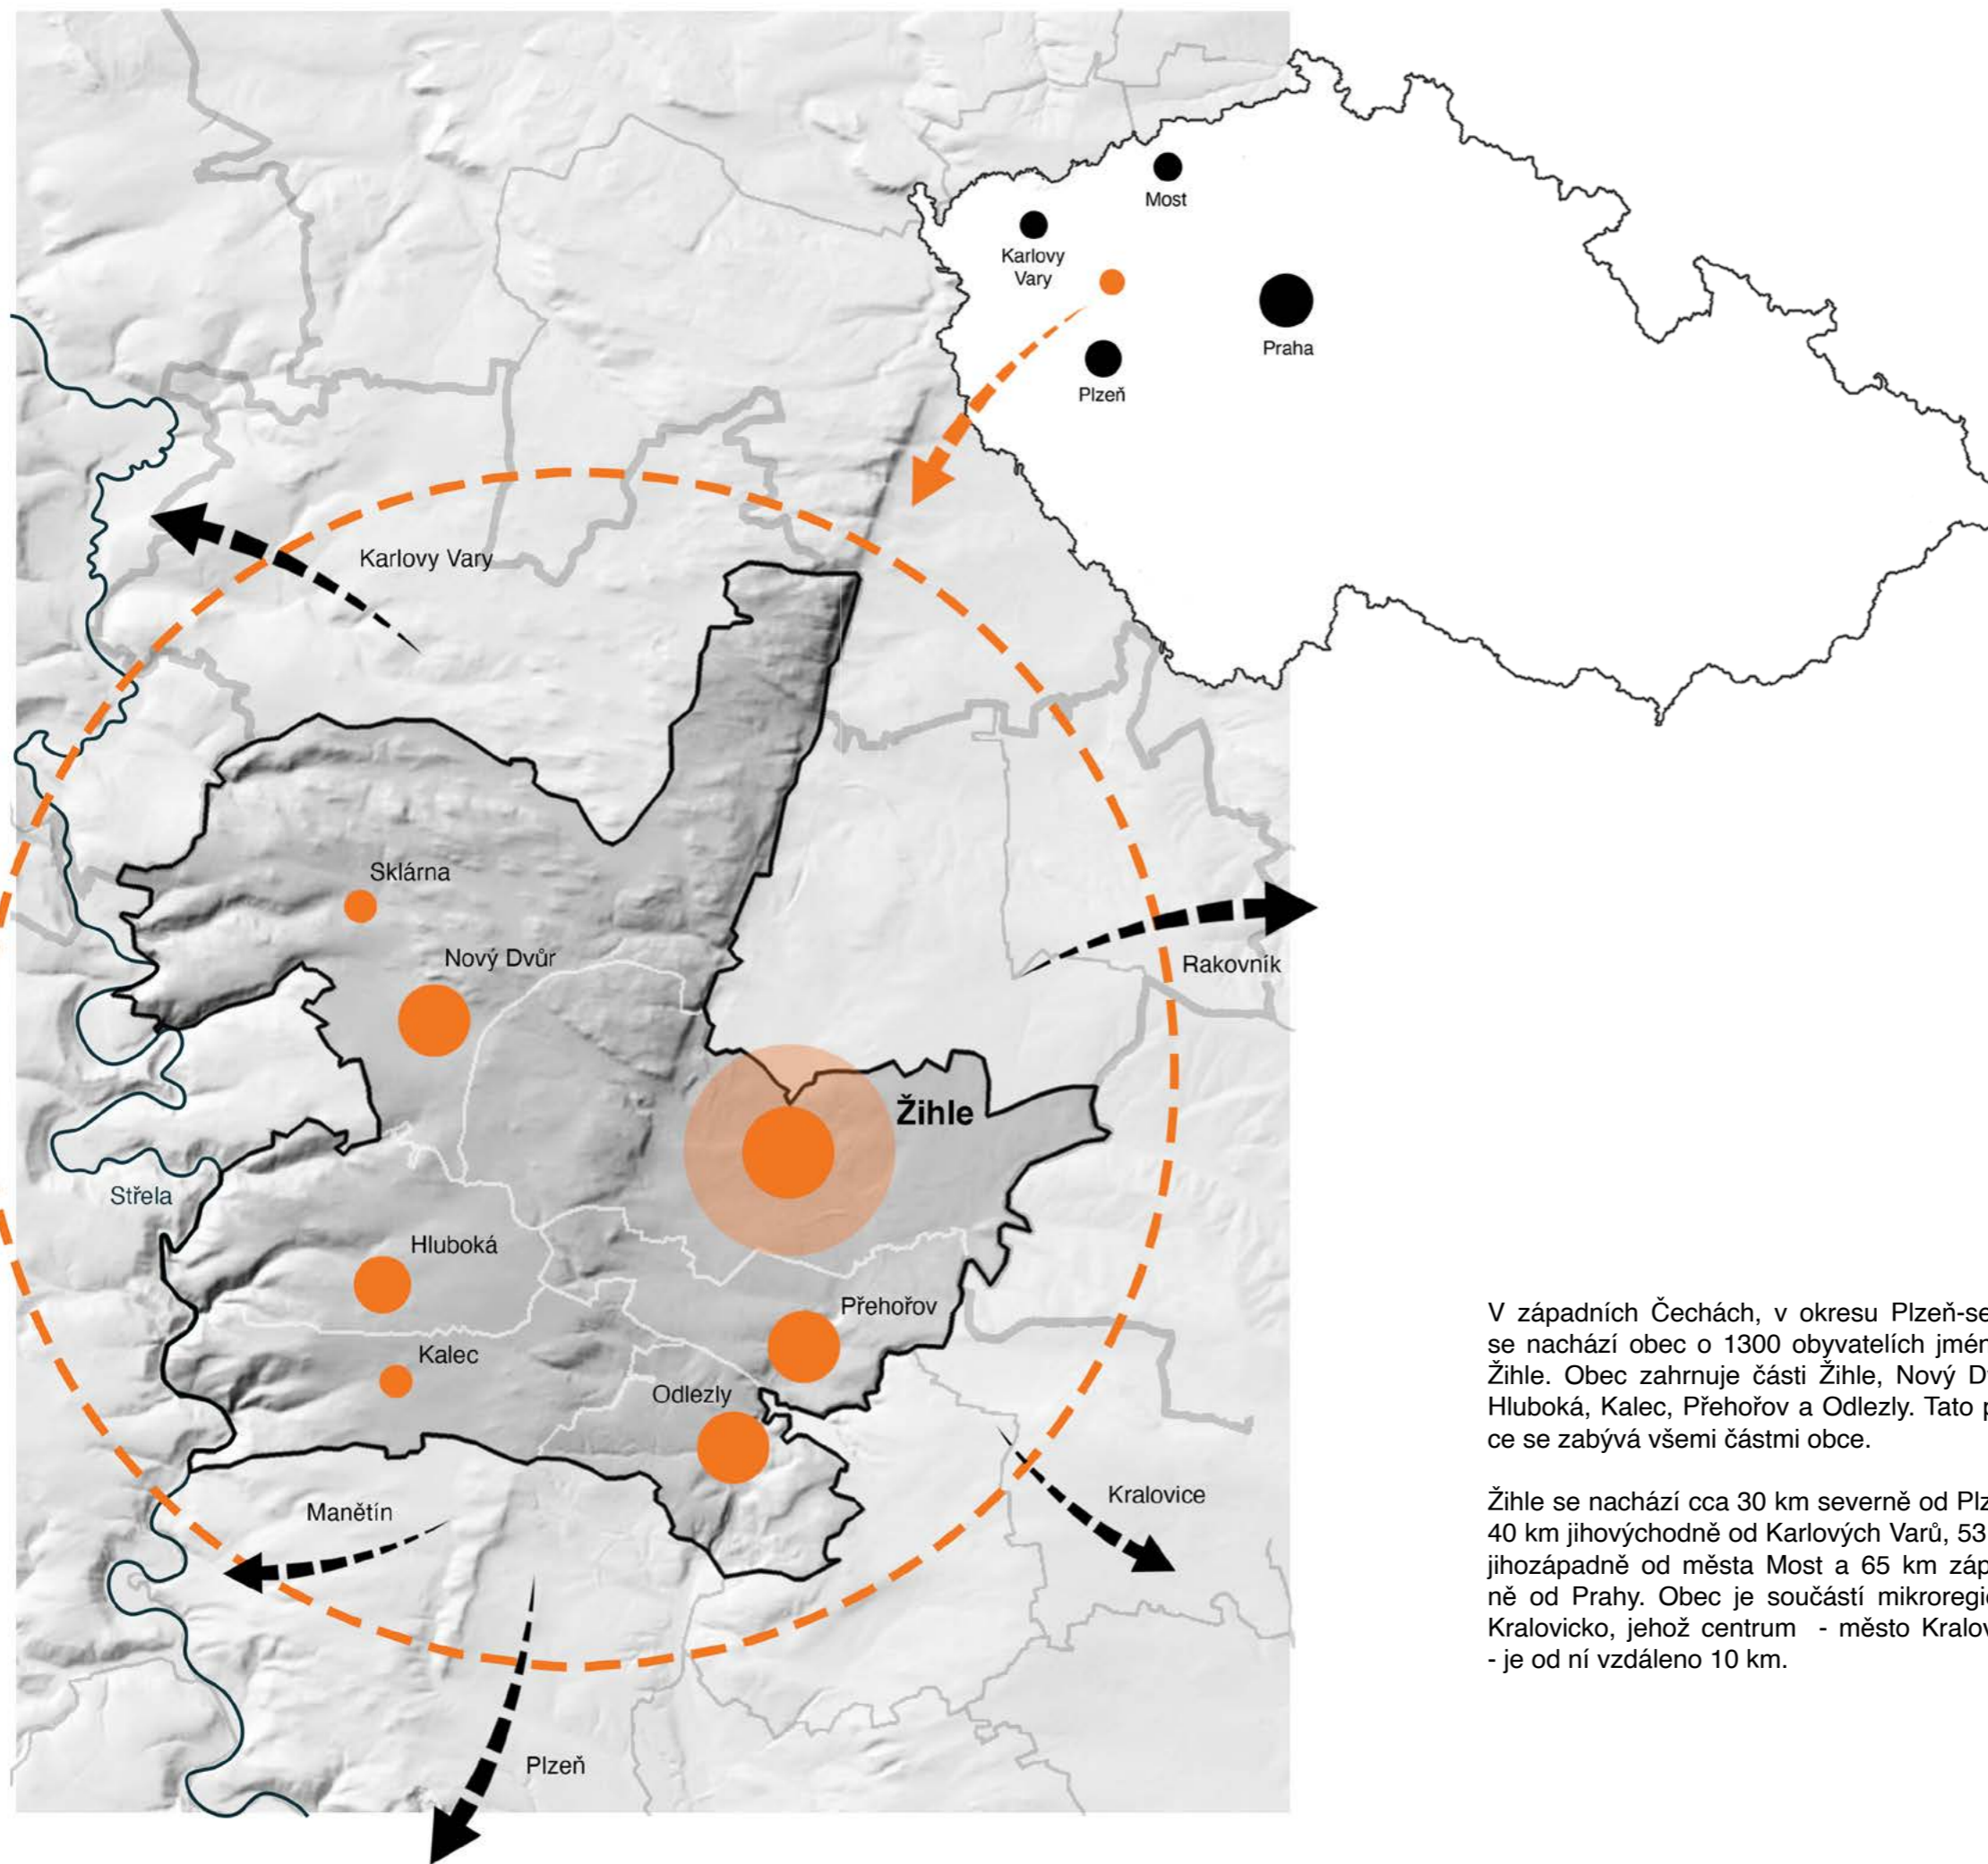 Most
Karlovy
Vary
Praha
Plzeň
Karlovy Vary
Sklárna
Nový Dvůr
Rakovník
Žihle
Střela
Hluboká
Přehořov
Kalec
Odlezly
Manětín
Kralovice
Plzeň
V západních Čechách, v okresu Plzeň-se
se nachází obec o 1300 obyvatelích jmén
Žihle. Obec zahrnuje části Žihle, Nový D
Hluboká, Kalec, Přehořov a Odlezly. Tato p
ce se zabývá všemi částmi obce.
Žihle se nachází cca 30 km severně od Plz
40 km jihovýchodně od Karlových Varů, 53
jihozápadně od města Most a 65 km záp
ně od Prahy. Obec je součástí mikroregi
Kralovicko, jehož centrum - město Kralov
- je od ní vzdáleno 10 km.